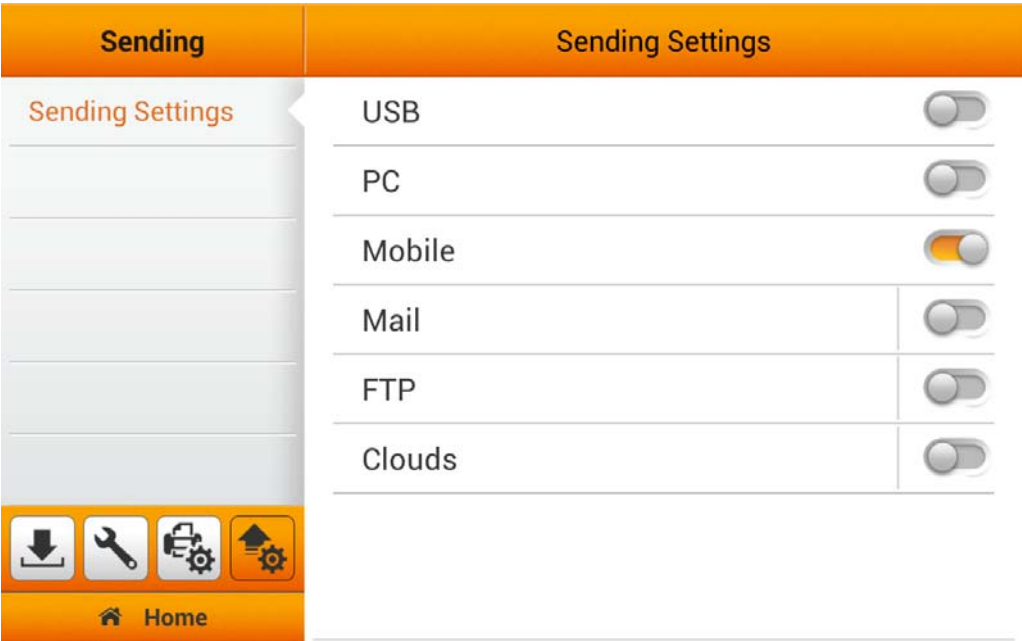 Sending
Sending Settings
Sending Settings
USB
PC
Mobile
Mail
FTP
Clouds
Home